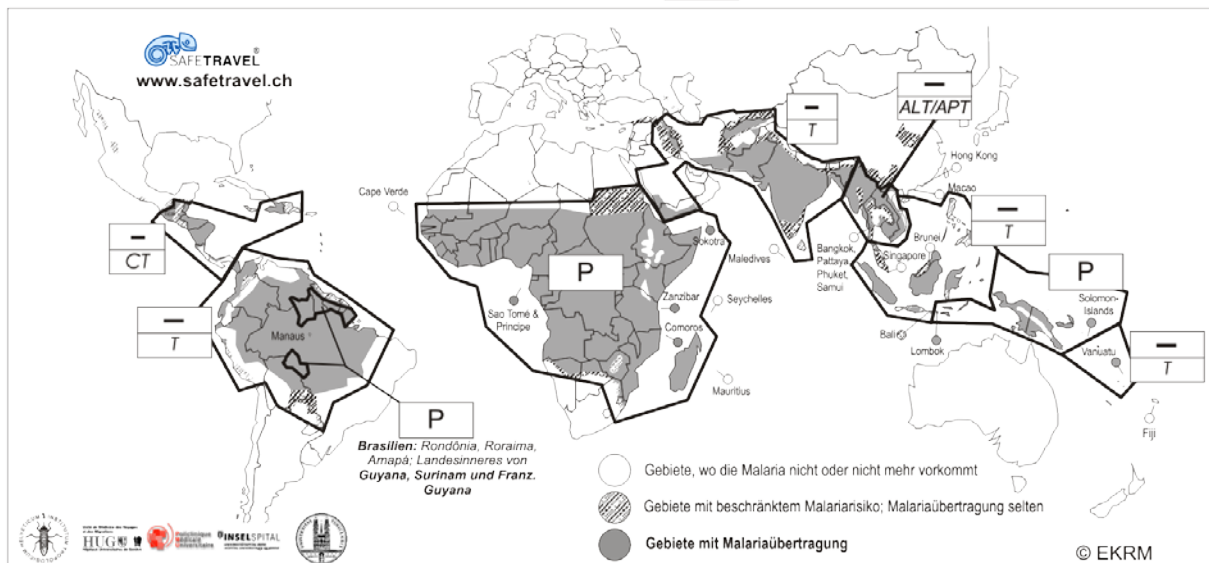 SAFETRAVEL®
www.safetravel.ch
–
ALT/APT
–
T
Hong Kong
Macao
Cape Verde
–
CT
Sokotra
Maledives
Bangkok,
Pattaya,
Phuket,
Samui
Brunei
Singapore
–
T
P
P
–
T
Manaus
Sao Tomé &
Principe
Zanzibar
Comoros
Seychelles
Mauritius
Bali
Lombok
Solomon-
Islands
Vanuatu
–
T
Fiji
P
Brasilien: Rondônia, Roraima,
Amapá; Landesinneres von
Guyana, Surinam und Franz.
Guyana
Gebiete, wo die Malaria nicht oder nicht mehr vorkommt
Gebiete mit beschränktem Malariarisiko; Malariaübertragung selten
Gebiete mit Malariaübertragung
HUG
INSELSPITAL
© EKRM